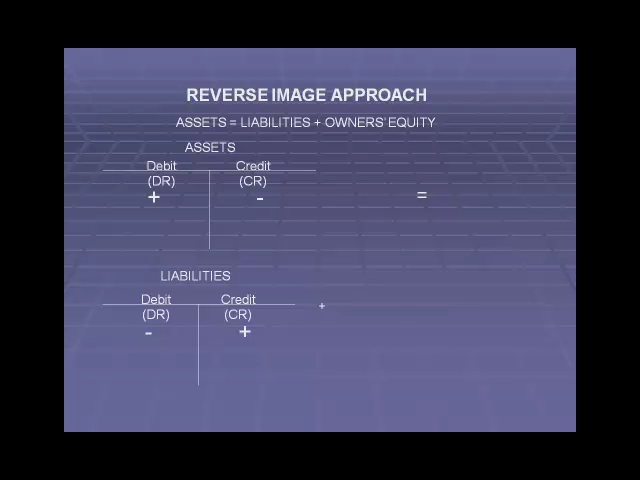 REVERSE IMAGE APPROACH
ASSETS = LIABILITIES + OWNERS' EQUITY
ASSETS
Debit Credit
(DR) (CR)
+ - =
LIABILITIES
Debit Credit
(DR) (CR)
+
- +